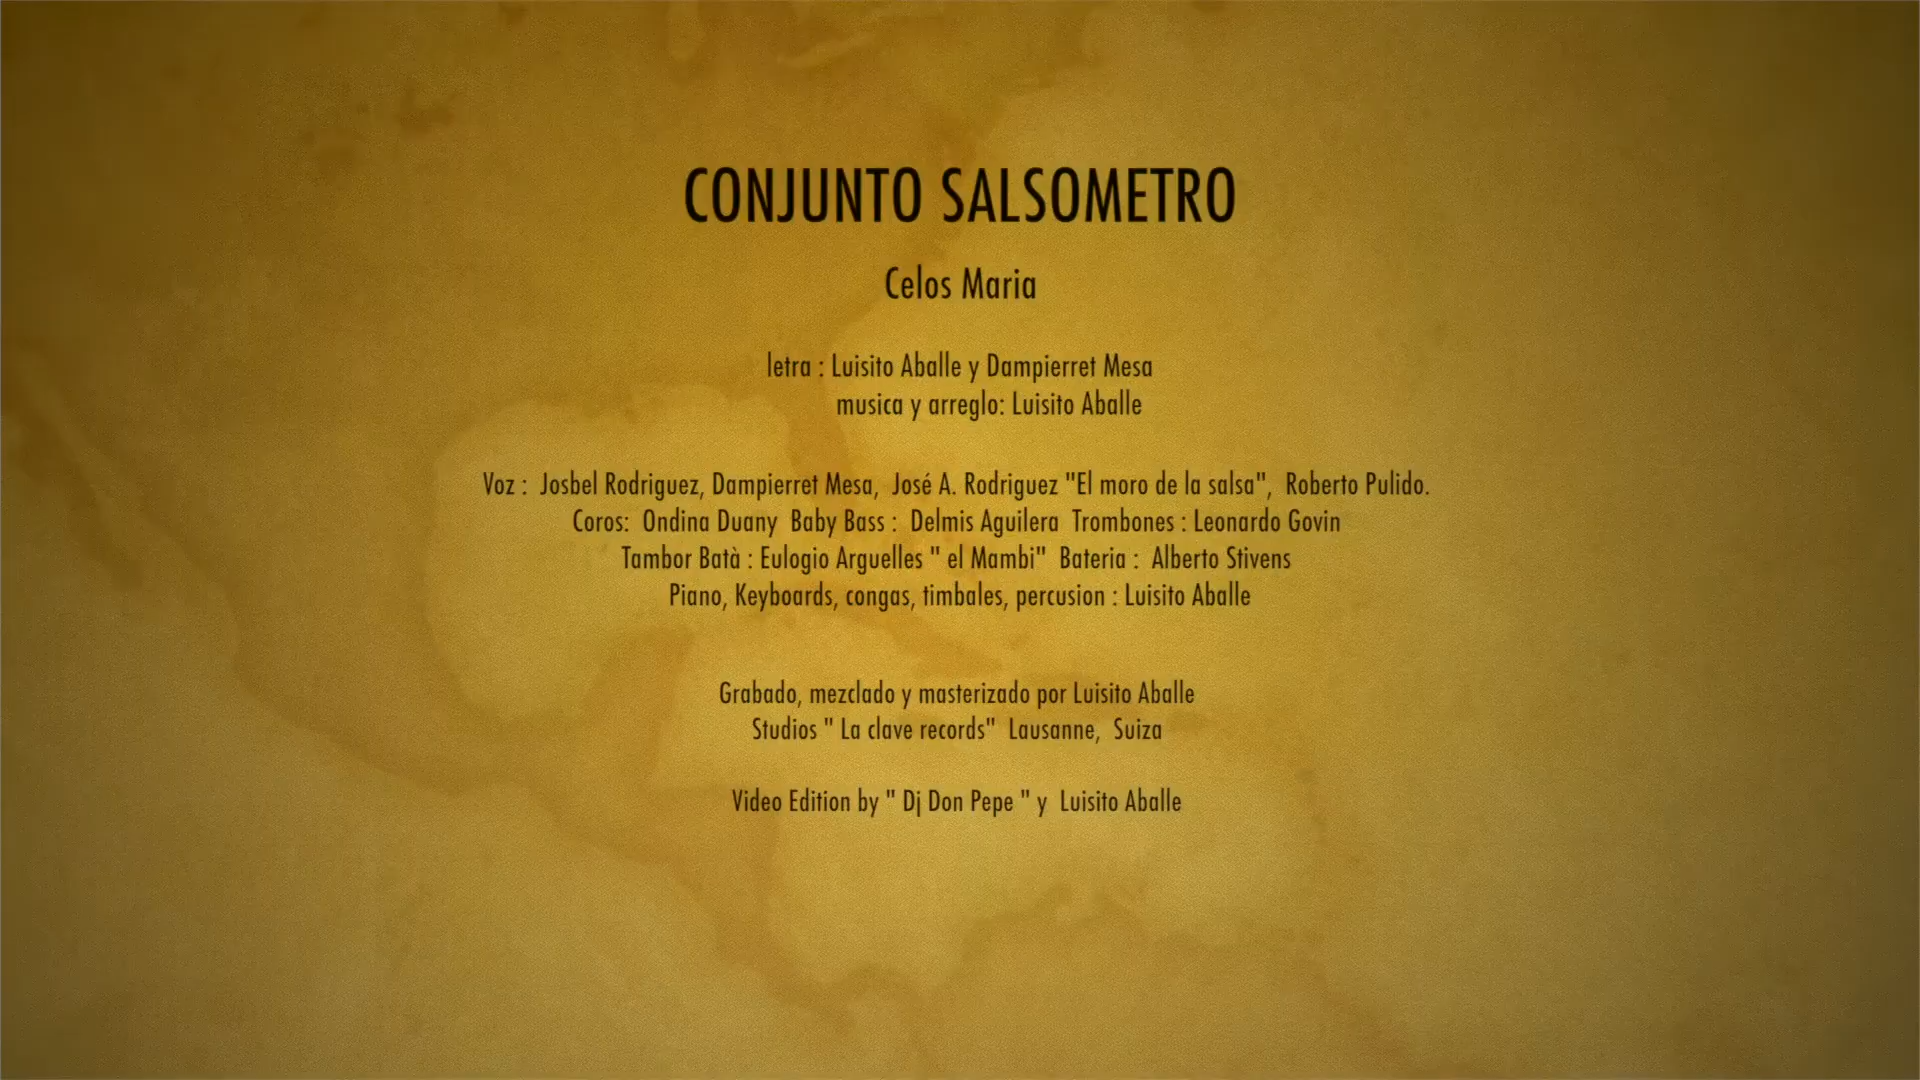 CONJUNTO SALSOMETRO
Celos Maria
letra : Luisito Aballe y Dampierret Mesa
musica y arreglo: Luisito Aballe
Voz : Josbel Rodriguez, Dampierret Mesa, José A. Rodriguez "El moro de la salsa", Roberto Pulido.
Coros: Ondina Duany Baby Bass : Delmis Aguilera Trombones : Leonardo Govin
Tambor Batà : Eulogio Arguelles " el Mambi" Bateria : Alberto Stivens
Piano, Keyboards, congas, timbales, percusion : Luisito Aballe
Grabado, mezclado y masterizado por Luisito Aballe
Studios " La clave records" Lausanne, Suiza
Video Edition by " Dj Don Pepe " y Luisito Aballe